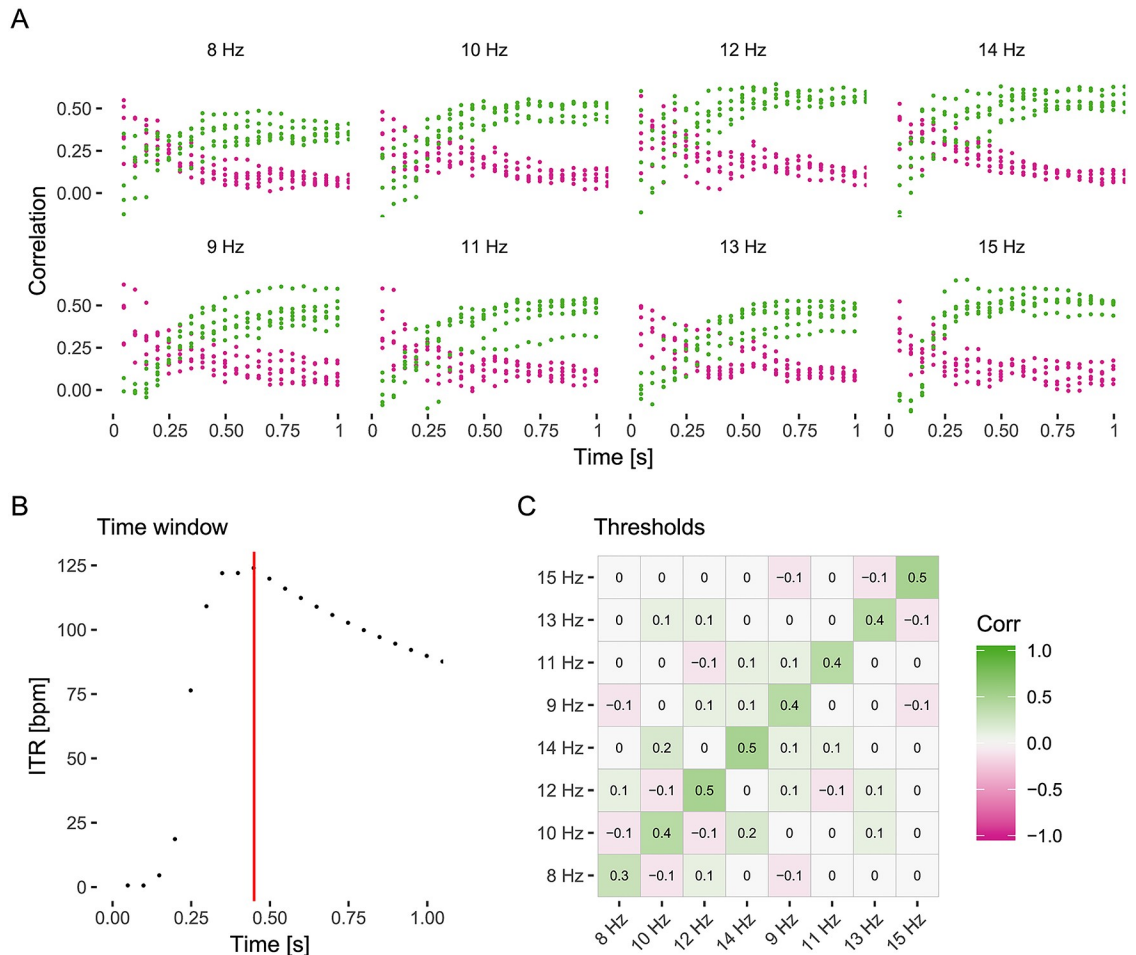 A
8 Hz 10 Hz 12 Hz 14 Hz
0.50
0.25
0.00
Correlation
9 Hz 11 Hz 13 Hz 15 Hz
0.50
0.25
0.00
0 0.25 0.50 0.75 1 0 0.25 0.50 0.75 1 0 0.25 0.50 0.75 1 0 0.25 0.50 0.75 1
Time [s]
B
Time window
125
100
75
50
25
0
ITR [bpm]
0.00 0.25 0.50 0.75 1.00
Time [s]
C
Thresholds
15 Hz 0 0 0 0 −0.1 0 −0.1 0.5
13 Hz 0 0.1 0.1 0 0 0 0.4 −0.1
11 Hz 0 0 −0.1 0.1 0.1 0.4 0 0
9 Hz −0.1 0 0.1 0.1 0.4 0 0 −0.1
14 Hz 0 0.2 0 0.5 0.1 0.1 0 0
12 Hz 0.1 −0.1 0.5 0 0.1 −0.1 0.1 0
10 Hz −0.1 0.4 −0.1 0.2 0 0 0.1 0
8 Hz 0.3 −0.1 0.1 0 −0.1 0 0 0
8 Hz 10 Hz 12 Hz 14 Hz 9 Hz 11 Hz 13 Hz 15 Hz
Corr
1.0
0.5
0.0
−0.5
−1.0